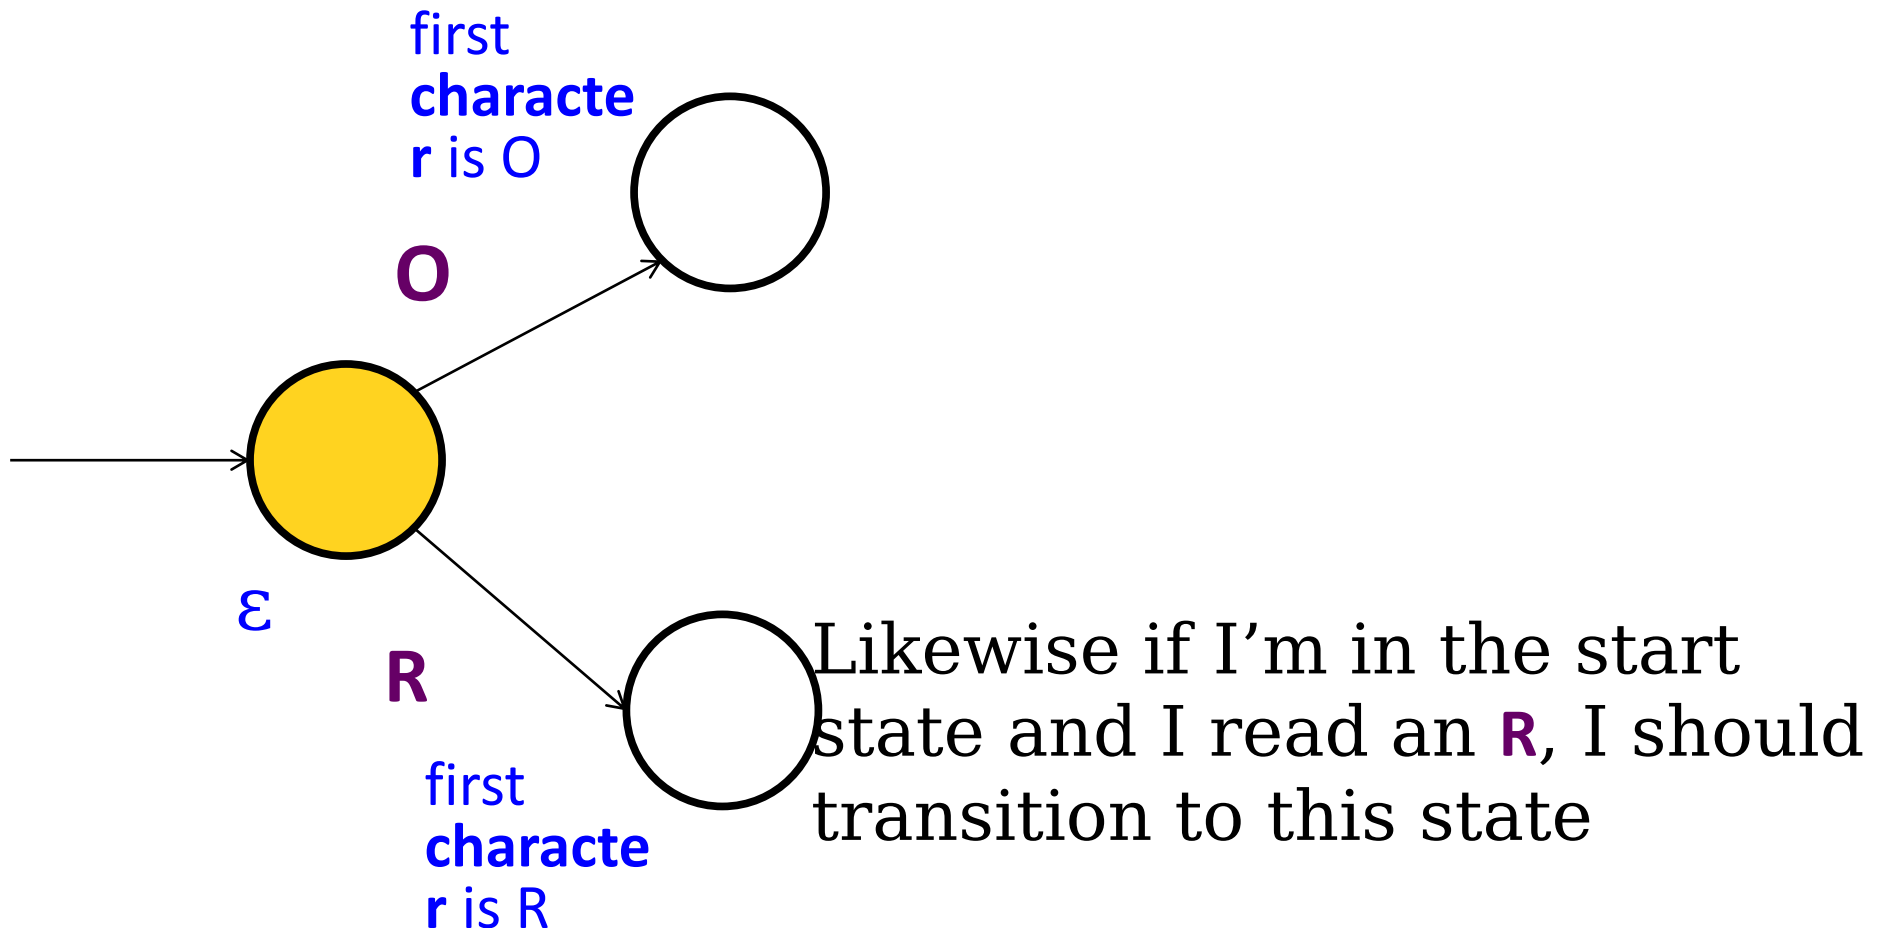 first
characte
r is O
O
ε
R
Likewise if I’m in the start
state and I read an R, I should
transition to this state
first
characte
r is R